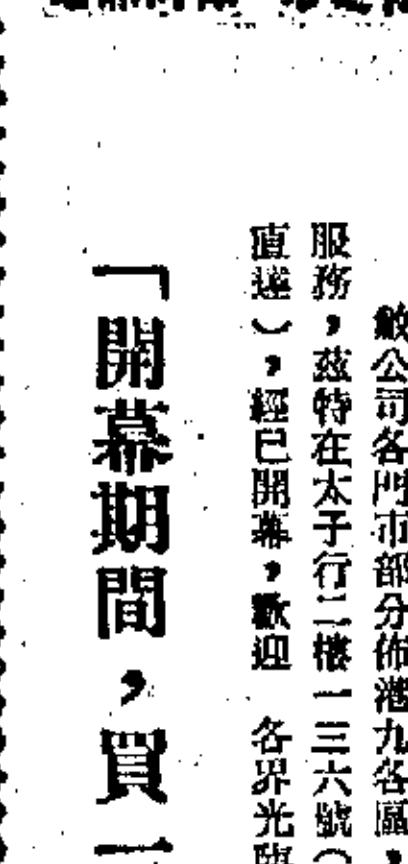 敝公司各門市部分佈港九各區，
服務，茲特在太子行二樓一三六號（
直達），經已開幕，歡迎　各界光臨
「開幕期間，買一